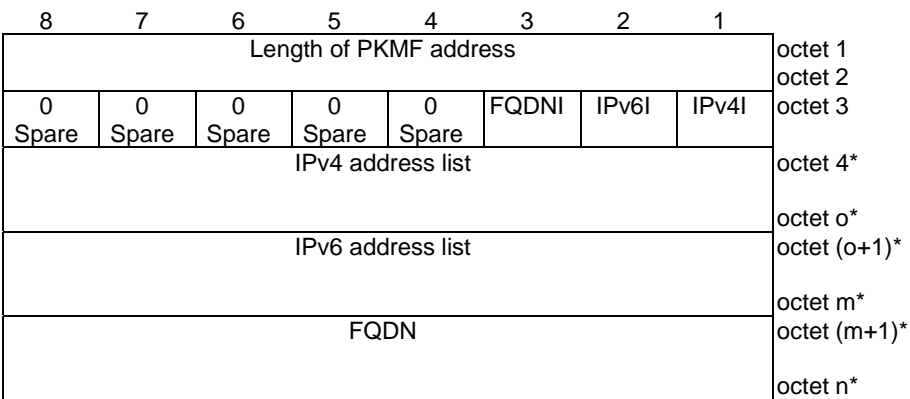 8 7 6 5 4 3 2 1
Length of PKMF address octet 1
octet 2
0 0 0 0 0 FQDNI IPv6I IPv4I octet 3
Spare Spare Spare Spare Spare
IPv4 address list octet 4*
octet o*
IPv6 address list octet (o+1)*
octet m*
FQDN octet (m+1)*
octet n*